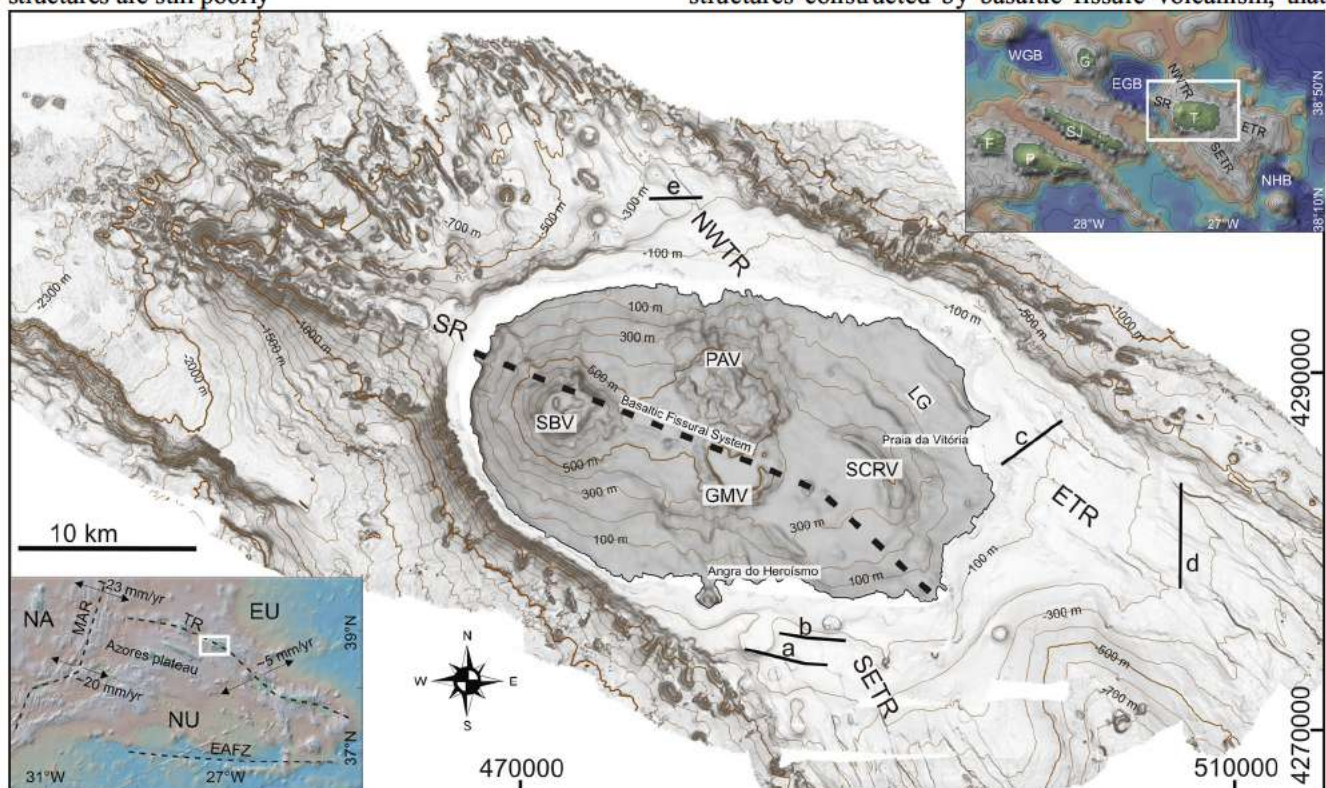 structures are still poorly
structures constructed by basaltic fissure volcanism, that
WGB
G
EGB
NWTR
SR
T
ETR
SETR
SJ
F
P
NHB
38°50'N
38°10'N
28°W
27°W
-300 m
e
-700 m
-500 m
NWTR
-100 m
-100 m
-500 m
-1000 m
-2300 m
-1500 m
-1000 m
-2000 m
SR
100 m
300 m
PAV
500 m
LG
4290000
SBV
Basaltic Fissural System
Praia da Vitória
c
500 m
GMV
SCRV
300 m
300 m
ETR
10 km
100 m
Angra do Heroísmo
100 m
-100 m
d
-300 m
b
a
-500 m
SETR
-700 m
~23 mm/yr
NA
MAR
TR
EU
39°N
Azores plateau
~5 mm/yr
~20 mm/yr
NU
EAFZ
37°N
31°W
27°W
N
W
E
S
470000
510000
4270000